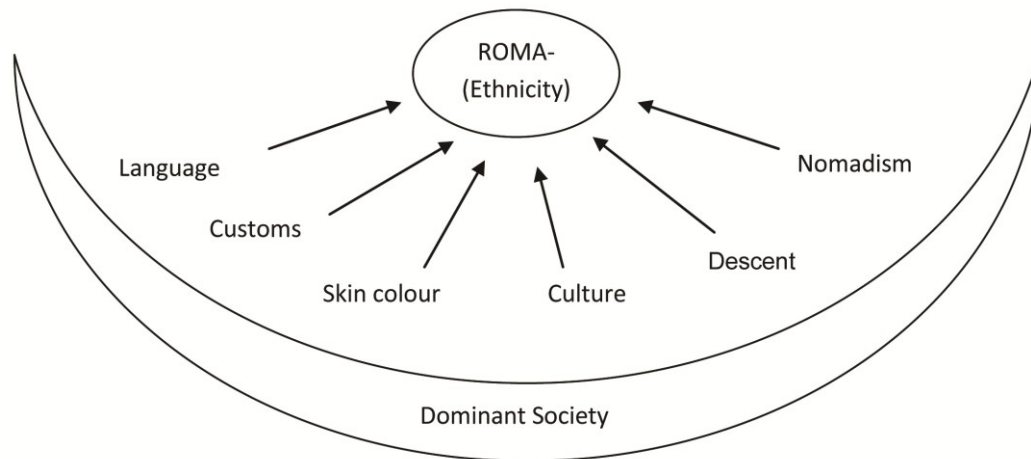 ROMA-
(Ethnicity)
Language
Nomadism
Customs
Descent
Skin colour
Culture
Dominant Society